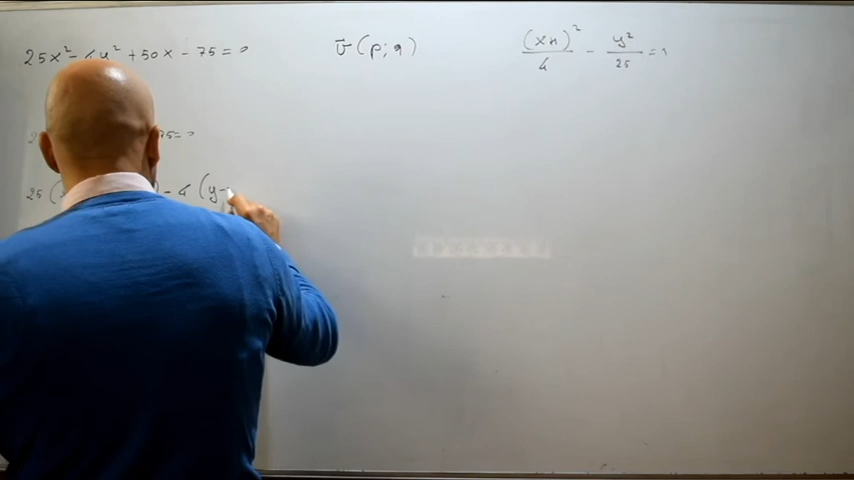 25x² - 4y² + 50x - 75 = 0
v⃗ (p; q)
(x+1)² / 4 - y² / 25 = 1
75 = 0
25 ( ) - 4 (y -